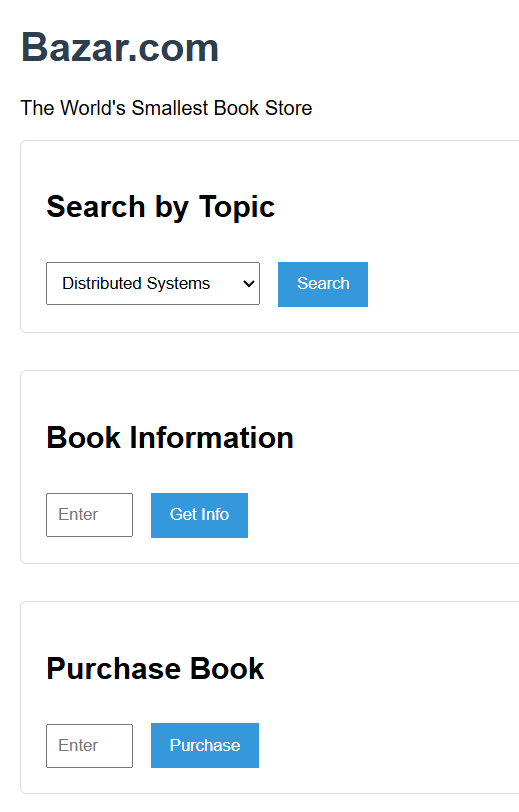 Bazar.com
The World's Smallest Book Store
Search by Topic
Distributed Systems Search
Book Information
Enter Get Info
Purchase Book
Enter Purchase